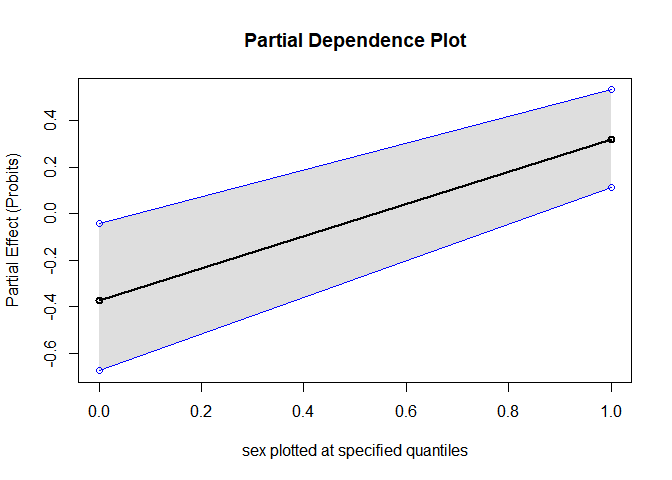 Partial Dependence Plot
Partial Effect (Probits)
0.4
0.2
0.0
-0.2
-0.4
-0.6
0.0 0.2 0.4 0.6 0.8 1.0
sex plotted at specified quantiles